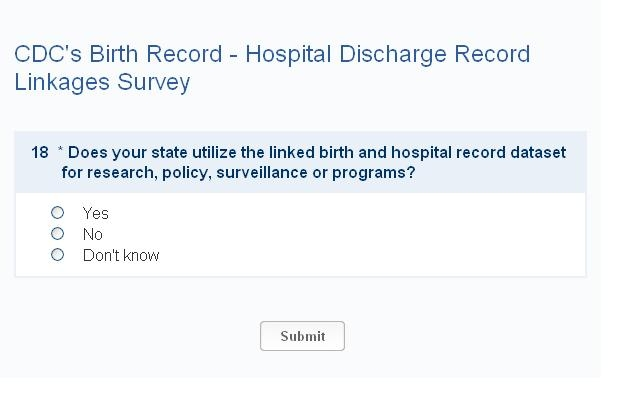 CDC's Birth Record - Hospital Discharge Record
Linkages Survey
18 * Does your state utilize the linked birth and hospital record dataset
for research, policy, surveillance or programs?
Yes
No
Don't know
Submit